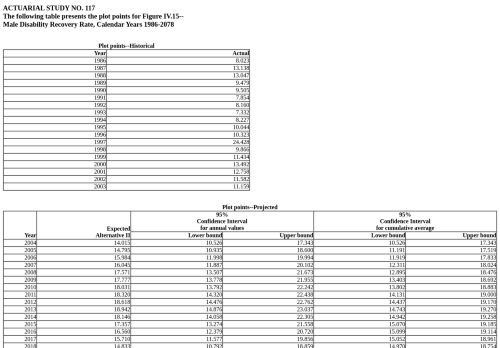 ACTUARIAL STUDY NO. 117
The following table presents the plot points for Figure IV.15--
Male Disability Recovery Rate, Calendar Years 1986-2078
Plot points--Historical
Year Actual
1986 8.023
1987 13.138
1988 13.047
1989 9.479
1990 9.505
1991 7.854
1992 8.160
1993 7.332
1994 8.227
1995 10.044
1996 10.323
1997 24.428
1998 9.866
1999 11.434
2000 13.492
2001 12.758
2002 11.582
2003 11.159
Plot points--Projected
95% 95%
Confidence Interval Confidence Interval
Expected for annual values for cumulative average
Year Alternative II Lower bound Upper bound Lower bound Upper bound
2004 14.015 10.526 17.343 10.526 17.343
2005 14.795 10.935 18.600 11.191 17.519
2006 15.984 11.998 19.994 11.919 17.833
2007 16.045 11.887 20.102 12.311 18.024
2008 17.571 13.507 21.673 12.895 18.476
2009 17.777 13.778 21.955 13.403 18.692
2010 18.031 13.792 22.242 13.802 18.883
2011 18.320 14.320 22.438 14.131 19.000
2012 18.618 14.476 22.762 14.437 19.170
2013 18.942 14.876 23.037 14.743 19.270
2014 18.146 14.058 22.305 14.942 19.258
2015 17.357 13.274 21.558 15.070 19.185
2016 16.560 12.379 20.720 15.099 19.114
2017 15.710 11.577 19.856 15.052 18.961
2018 14.833 10.792 18.859 14.970 18.754